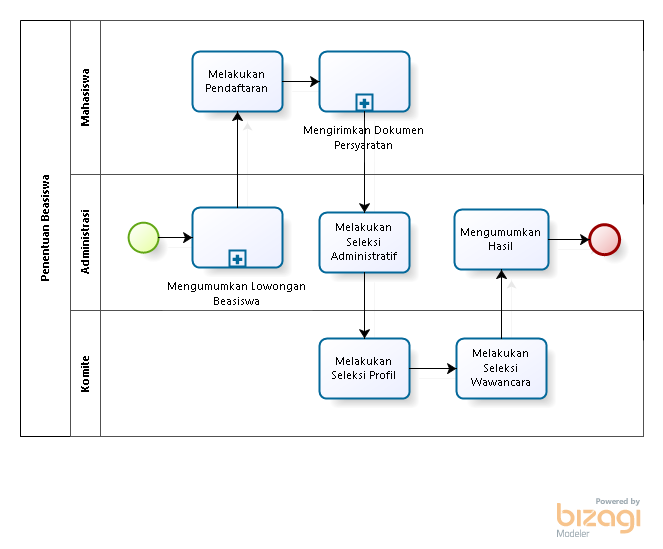 Penentuan Beasiswa
Mahasiswa
Melakukan
Pendaftaran
Mengirimkan Dokumen
Persyaratan
Administrasi
Mengumumkan Lowongan
Beasiswa
Melakukan
Seleksi
Administratif
Mengumumkan
Hasil
Komite
Melakukan
Seleksi Profil
Melakukan
Seleksi
Wawancara
Powered by
bizagi
Modeler